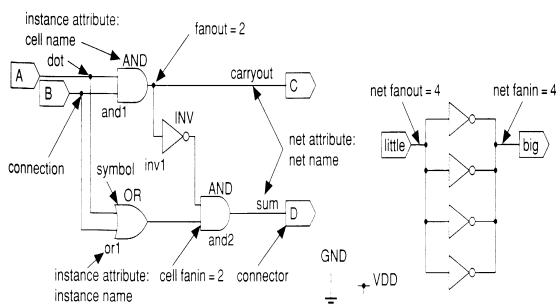 instance attribute:
cell name
fanout = 2
dot
AND
A
B
carryout
C
and1
connection
INV
inv1
net attribute:
net name
symbol
OR
AND
sum
D
or1
and2
cell fanin = 2
connector
instance attribute:
instance name
GND
VDD
net fanout = 4
net fanin = 4
little
big